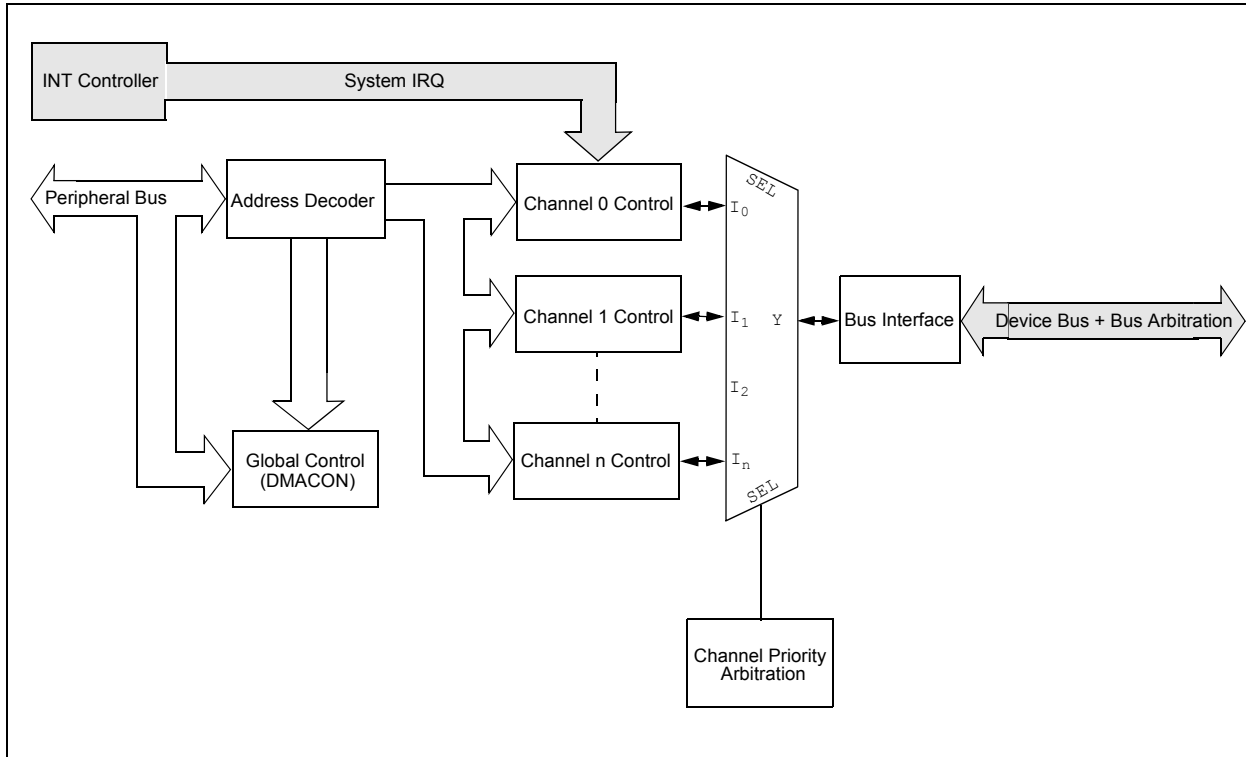 INT Controller
System IRQ
Peripheral Bus
Address Decoder
Channel 0 Control
SEL
I0
Channel 1 Control
I1
Y
Bus Interface
Device Bus + Bus Arbitration
I2
Global Control
(DMACON)
Channel n Control
In
SEL
Channel Priority
Arbitration